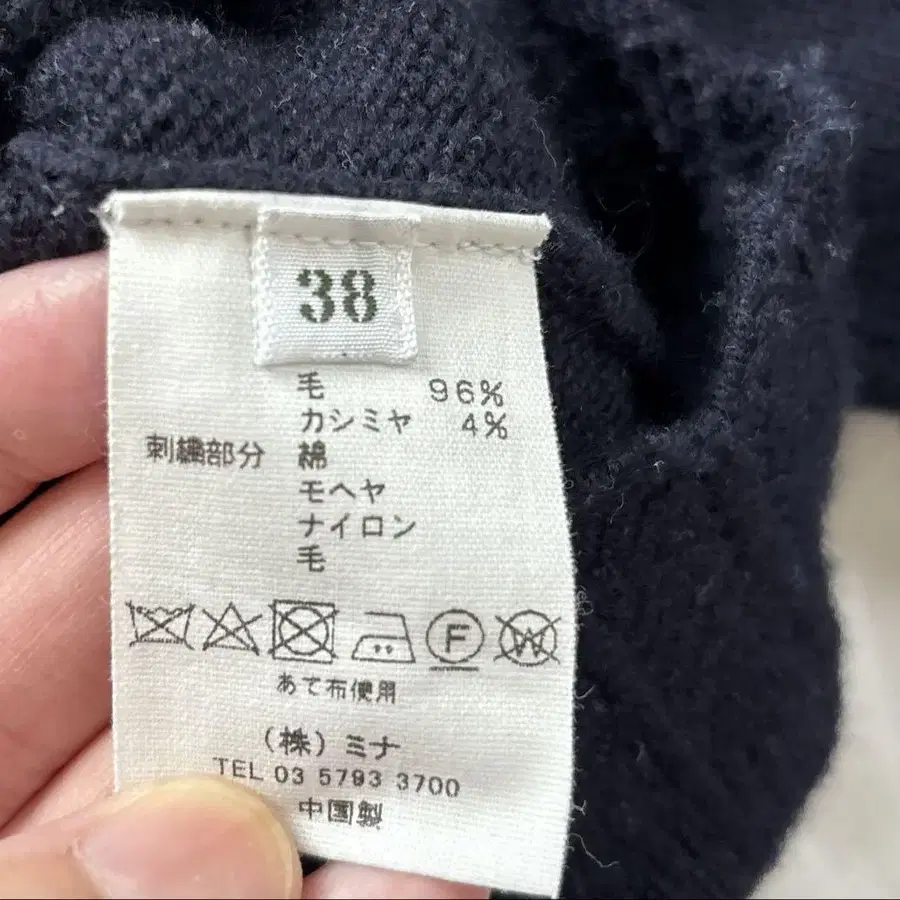 38
毛 96%
カシミヤ 4%
刺繍部分 綿
モヘヤ
ナイロン
毛
F W
あて布使用
(株)ミナ
TEL 03 5793 3700
中国製